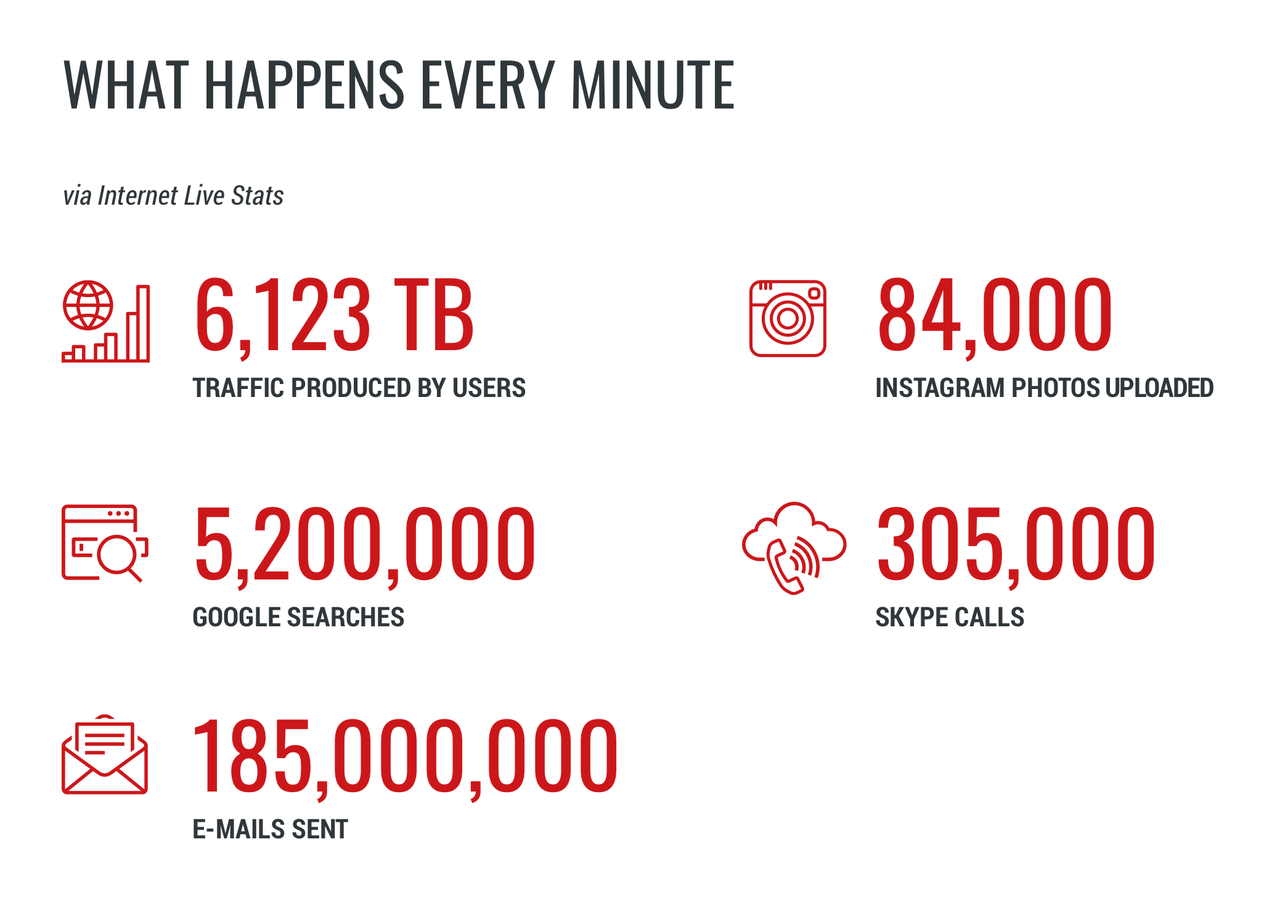 WHAT HAPPENS EVERY MINUTE
via Internet Live Stats
6,123 TB
TRAFFIC PRODUCED BY USERS
84,000
INSTAGRAM PHOTOS UPLOADED
5,200,000
GOOGLE SEARCHES
305,000
SKYPE CALLS
185,000,000
E-MAILS SENT